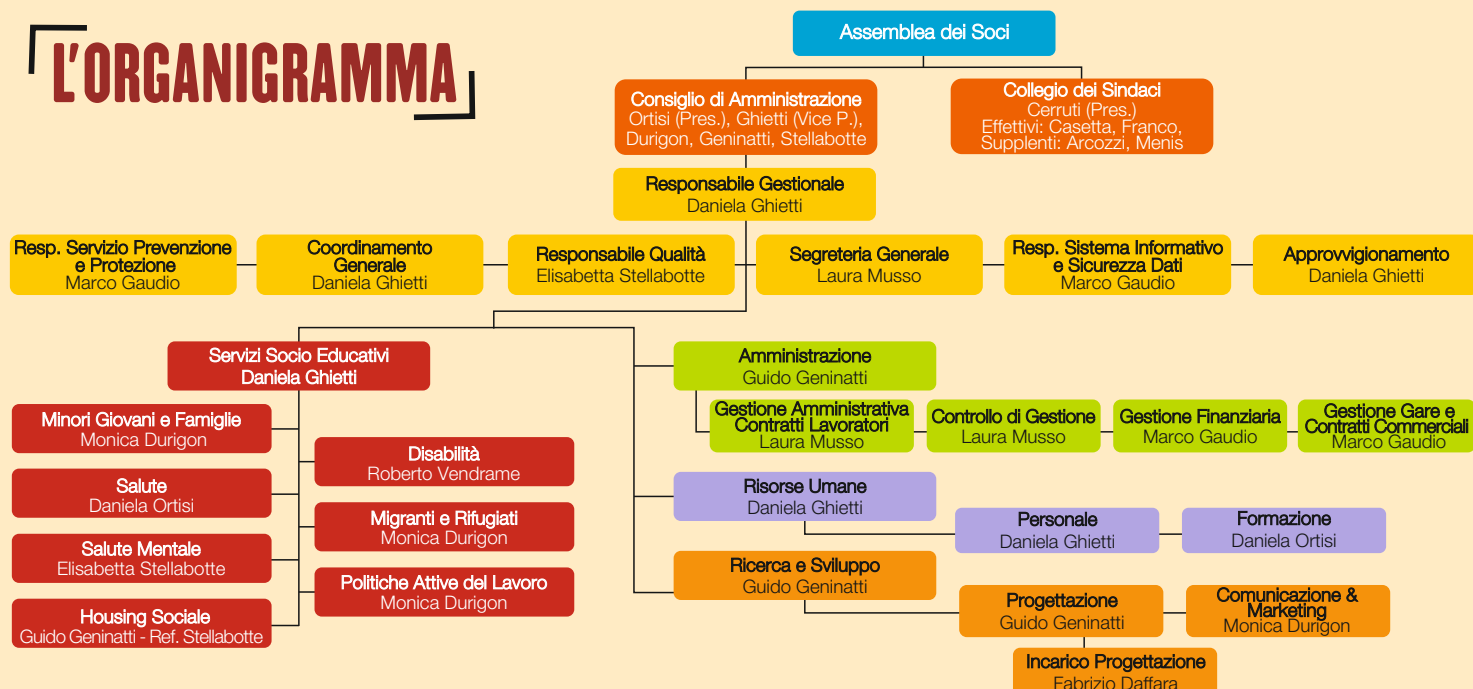 L'ORGANIGRAMMA
Assemblea dei Soci
Consiglio di Amministrazione
Ortisi (Pres.), Ghietti (Vice P.),
Durigon, Geninatti, Stellabotte
Collegio dei Sindaci
Cerruti (Pres.)
Effettivi: Casetta, Franco,
Supplenti: Arcozzi, Menis
Responsabile Gestionale
Daniela Ghietti
Resp. Servizio Prevenzione
e Protezione
Marco Gaudio
Coordinamento
Generale
Daniela Ghietti
Responsabile Qualità
Elisabetta Stellabotte
Segreteria Generale
Laura Musso
Resp. Sistema Informativo
e Sicurezza Dati
Marco Gaudio
Approvvigionamento
Daniela Ghietti
Servizi Socio Educativi
Daniela Ghietti
Minori Giovani e Famiglie
Monica Durigon
Disabilità
Roberto Vendrame
Salute
Daniela Ortisi
Migranti e Rifugiati
Monica Durigon
Salute Mentale
Elisabetta Stellabotte
Politiche Attive del Lavoro
Monica Durigon
Housing Sociale
Guido Geninatti - Ref. Stellabotte
Amministrazione
Guido Geninatti
Gestione Amministrativa
Contratti Lavoratori
Laura Musso
Controllo di Gestione
Laura Musso
Gestione Finanziaria
Marco Gaudio
Gestione Gare e
Contratti Commerciali
Marco Gaudio
Risorse Umane
Daniela Ghietti
Personale
Daniela Ghietti
Formazione
Daniela Ortisi
Ricerca e Sviluppo
Guido Geninatti
Progettazione
Guido Geninatti
Comunicazione &
Marketing
Monica Durigon
Incarico Progettazione
Fabrizio Daffara